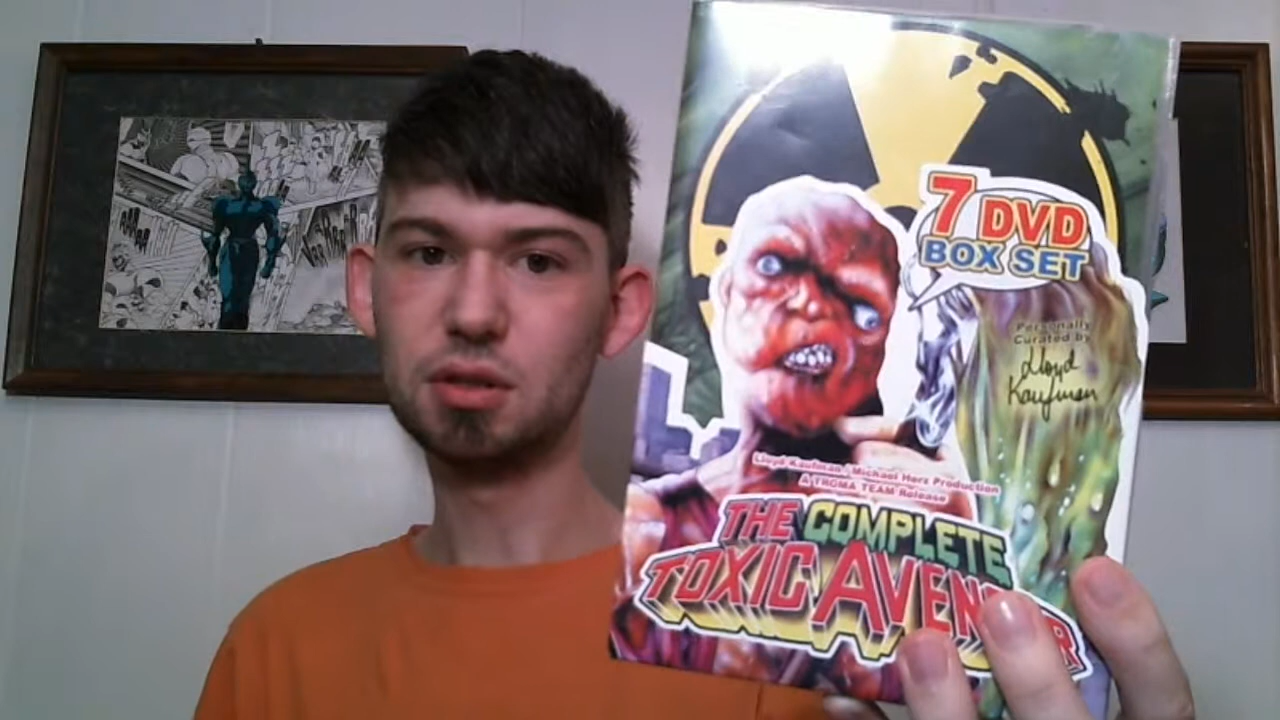 7 DVD
BOX SET
Personally
Curated by
Lloyd
Kaufman
Lloyd Kaufman / Michael Herz Production
A TROMA TEAM Release
THE COMPLETE
TOXIC AVENGER